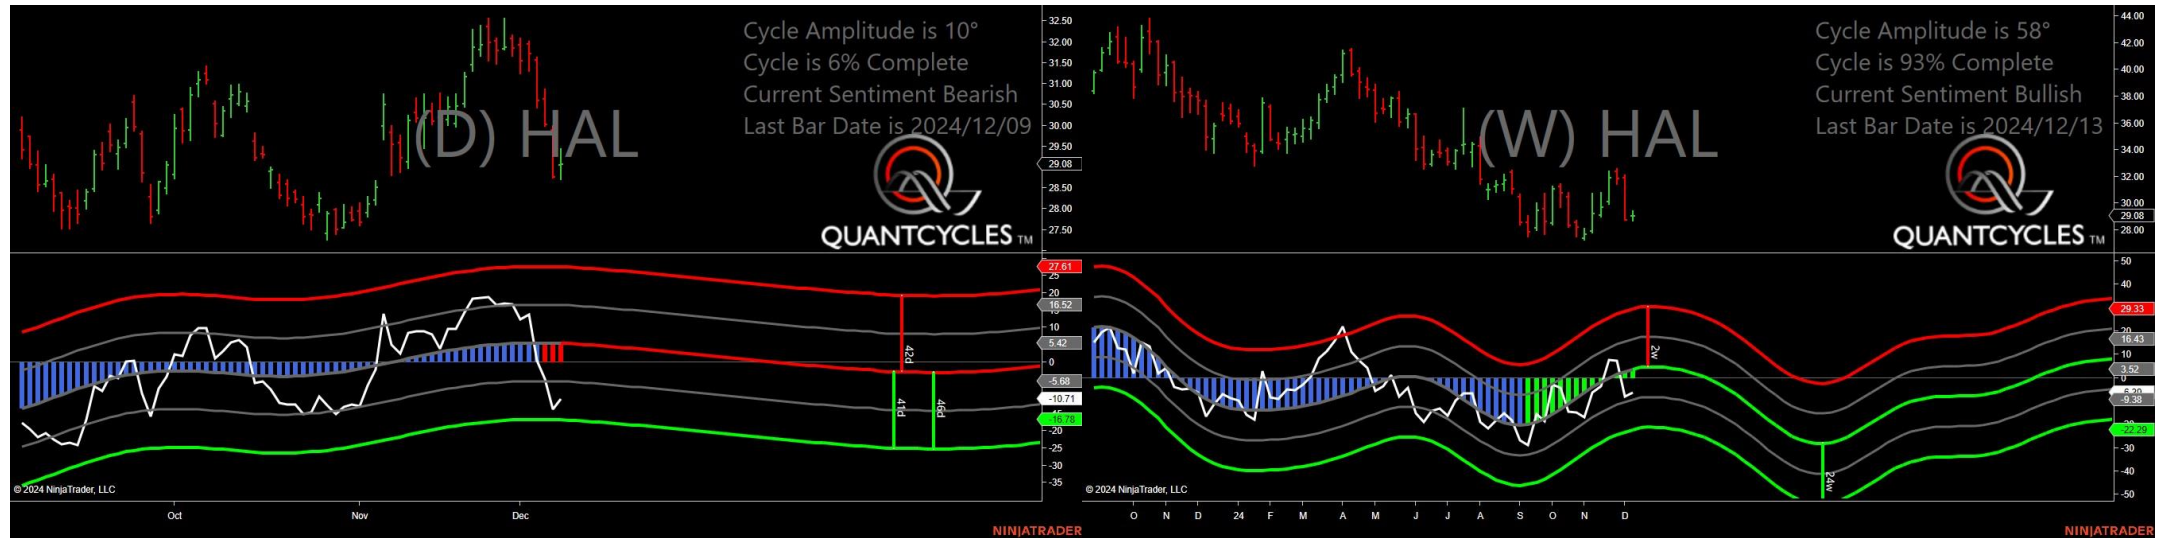 Cycle Amplitude is 10°
Cycle is 6% Complete
Current Sentiment Bearish
Last Bar Date is 2024/12/09
(D) HAL
QUANTCYCLES TM
32.50
32.00
31.50
31.00
30.50
30.00
29.50
29.08
28.50
28.00
27.50
27.61
25
20
16.52
10
5.42
0
-5.68
-10.71
-16.78
-20
-25
-30
-35
42d
41d
46d
© 2024 NinjaTrader, LLC
Oct
Nov
Dec
NINJATRADER
Cycle Amplitude is 58°
Cycle is 93% Complete
Current Sentiment Bullish
Last Bar Date is 2024/12/13
(W) HAL
QUANTCYCLES TM
44.00
42.00
40.00
38.00
36.00
34.00
32.00
30.00
29.08
28.00
50
40
29.33
20
16.43
10
3.52
0
-9.38
-22.29
-30
-40
-50
2w
24w
© 2024 NinjaTrader, LLC
O N D 24 F M A M J J A S O N D
NINJATRADER